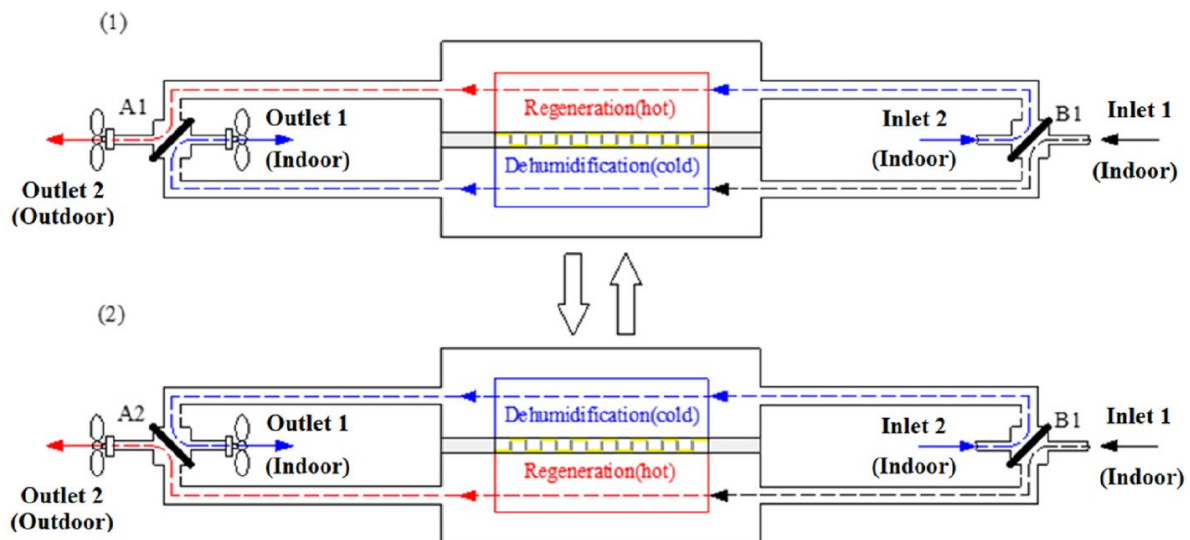 (1)
A1
Outlet 1
(Indoor)
Outlet 2
(Outdoor)
Regeneration(hot)
Dehumidification(cold)
Inlet 2
(Indoor)
B1
Inlet 1
(Indoor)
(2)
A2
Outlet 1
(Indoor)
Outlet 2
(Outdoor)
Dehumidification(cold)
Regeneration(hot)
Inlet 2
(Indoor)
B1
Inlet 1
(Indoor)